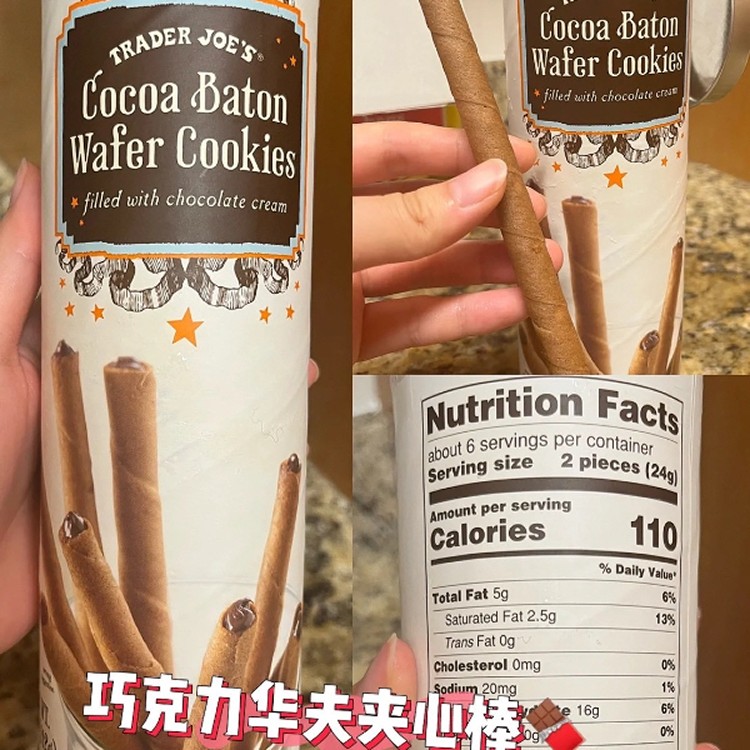 TRADER JOE'S®
Cocoa Baton
Wafer Cookies
filled with chocolate cream
Cocoa Baton
Wafer Cookies
filled with chocolate cream
Nutrition Facts
about 6 servings per container
Serving size 2 pieces (24g)
Amount per serving
Calories 110
% Daily Value*
Total Fat 5g 6%
Saturated Fat 2.5g 13%
Trans Fat 0g
Cholesterol 0mg 0%
Sodium 20mg 1%
16g 6%
0%
巧克力华夫夹心棒